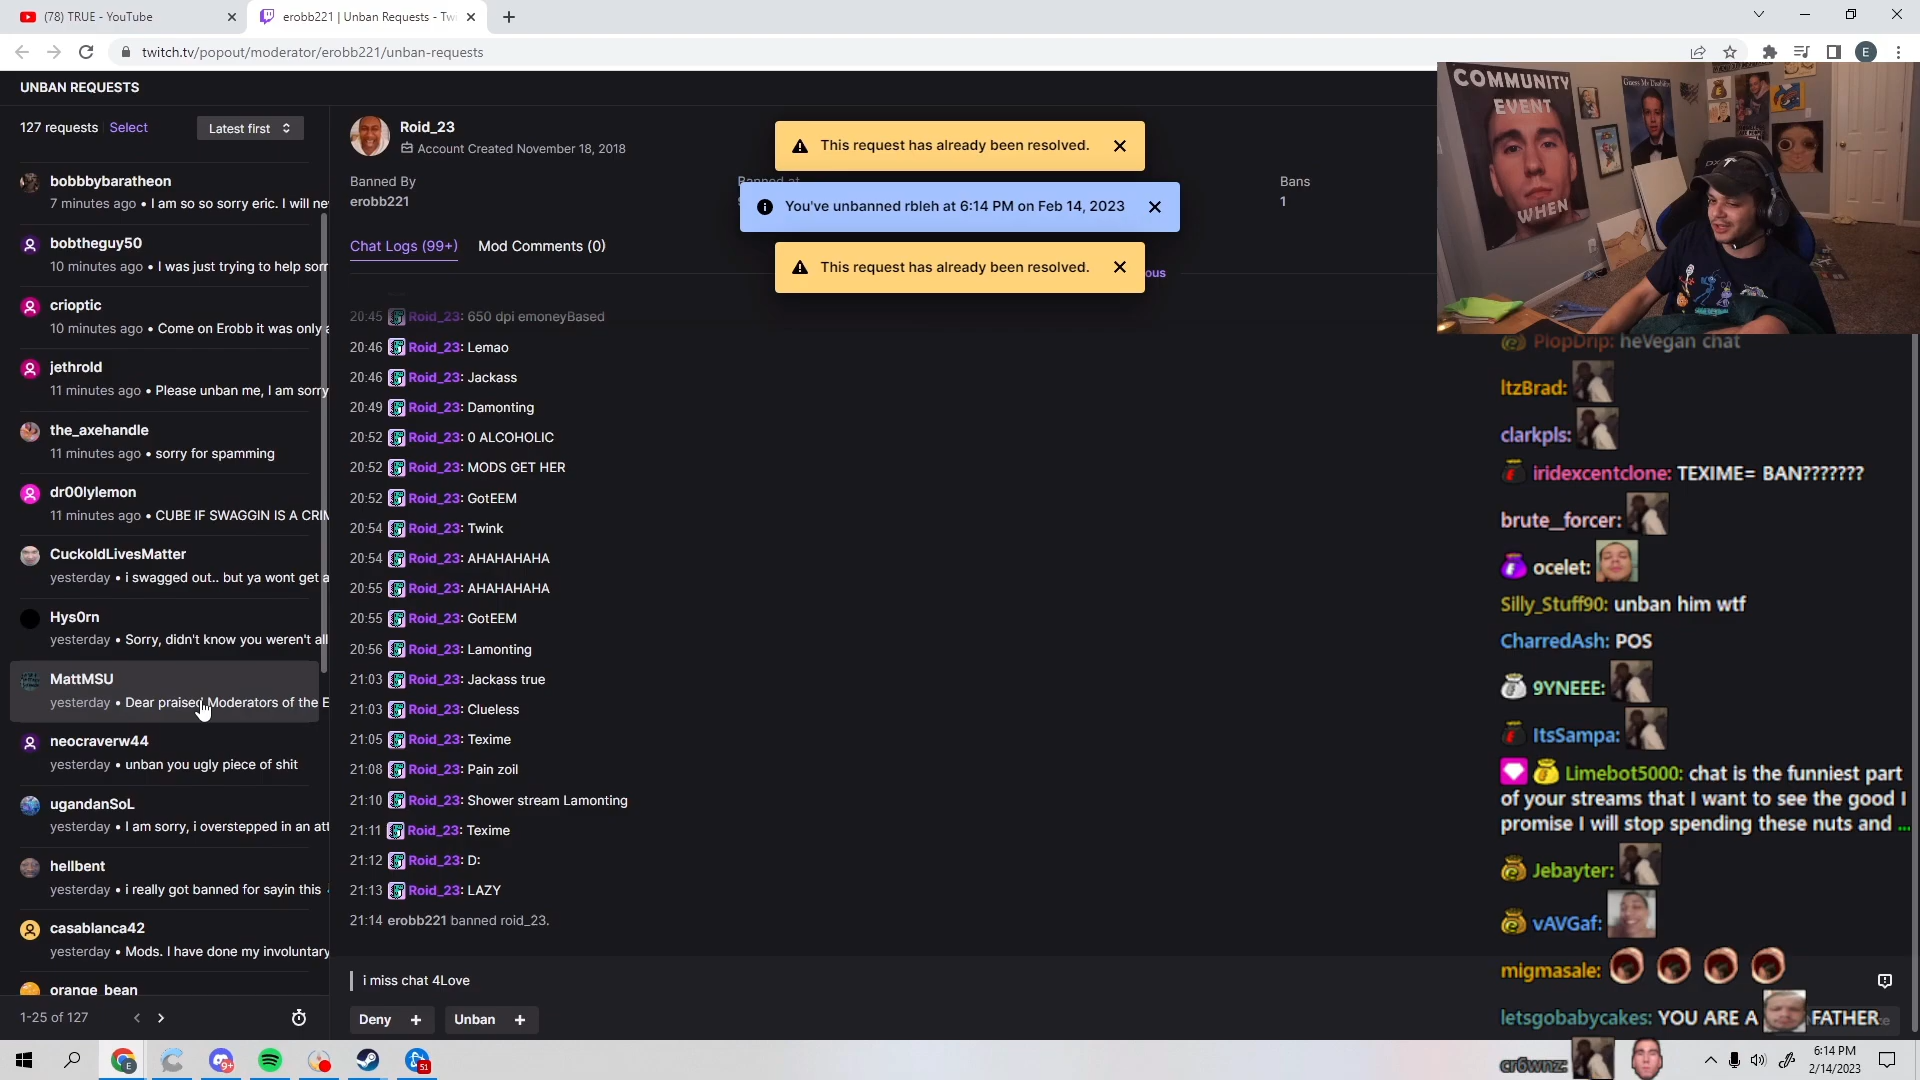 (78) TRUE - YouTube
erobb221 | Unban Requests - Tw
twitch.tv/popout/moderator/erobb221/unban-requests
E
UNBAN REQUESTS
127 requests Select
Latest first
bobbbybaratheon
7 minutes ago • I am so so sorry eric. I will ne
bobtheguy50
10 minutes ago • I was just trying to help sorr
crioptic
10 minutes ago • Come on Erobb it was only a
jethrold
11 minutes ago • Please unban me, I am sorry
the_axehandle
11 minutes ago • sorry for spamming
dr00lylemon
11 minutes ago • CUBE IF SWAGGIN IS A CRIM
CuckoldLivesMatter
yesterday • i swagged out.. but ya wont get a
Hys0rn
yesterday • Sorry, didn't know you weren't all
MattMSU
yesterday • Dear praised Moderators of the E
neocraverw44
yesterday • unban you ugly piece of shit
ugandanSoL
yesterday • I am sorry, i overstepped in an att
hellbent
yesterday • i really got banned for sayin this
casablanca42
yesterday • Mods. I have done my involuntary
orange_bean
1-25 of 127
Roid_23
Account Created November 18, 2018
Banned By
erobb221
Banned at
Bans
1
This request has already been resolved.
You've unbanned rbleh at 6:14 PM on Feb 14, 2023
This request has already been resolved.
Chat Logs (99+)
Mod Comments (0)
ous
20:45 Roid_23: 650 dpi emoneyBased
20:46 Roid_23: Lemao
20:46 Roid_23: Jackass
20:49 Roid_23: Damonting
20:52 Roid_23: 0 ALCOHOLIC
20:52 Roid_23: MODS GET HER
20:52 Roid_23: GotEEM
20:54 Roid_23: Twink
20:54 Roid_23: AHAHAHAHA
20:55 Roid_23: AHAHAHAHA
20:55 Roid_23: GotEEM
20:56 Roid_23: Lamonting
21:03 Roid_23: Jackass true
21:03 Roid_23: Clueless
21:05 Roid_23: Texime
21:08 Roid_23: Pain zoil
21:10 Roid_23: Shower stream Lamonting
21:11 Roid_23: Texime
21:12 Roid_23: D:
21:13 Roid_23: LAZY
21:14 erobb221 banned roid_23.
i miss chat 4Love
Deny +
Unban +
COMMUNITY
EVENT
WHEN
PlopDrip: heVegan chat
ItzBrad:
clarkpls:
iridexcentclone: TEXIME= BAN???????
brute__forcer:
ocelet:
Silly_Stuff90: unban him wtf
CharredAsh: POS
9YNEEE:
ItsSampa:
Limebot5000: chat is the funniest part
of your streams that I want to see the good I
promise I will stop spending these nuts and ...
Jebayter:
vAVGaf:
migmasale:
letsgobabycakes: YOU ARE A FATHER
cr6wnz:
9+
51
6:14 PM
2/14/2023